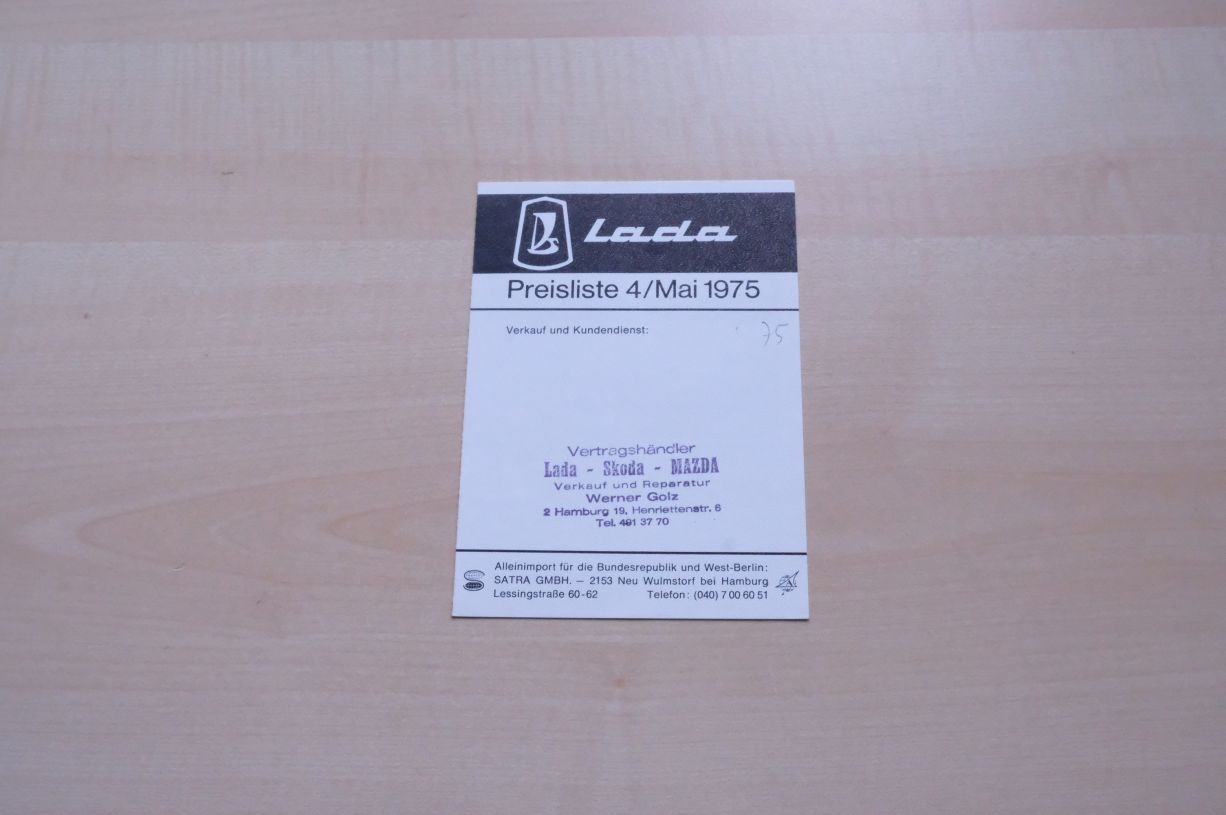 Lada
Preisliste 4/Mai 1975
Verkauf und Kundendienst:
75
Vertragshändler
Lada - Skoda - MAZDA
Verkauf und Reparatur
Werner Golz
2 Hamburg 19, Henriettenstr. 6
Tel. 491 37 70
Alleinimport für die Bundesrepublik und West-Berlin:
SATRA GMBH. — 2153 Neu Wulmstorf bei Hamburg
Lessingstraße 60-62 Telefon: (040) 7 00 60 51